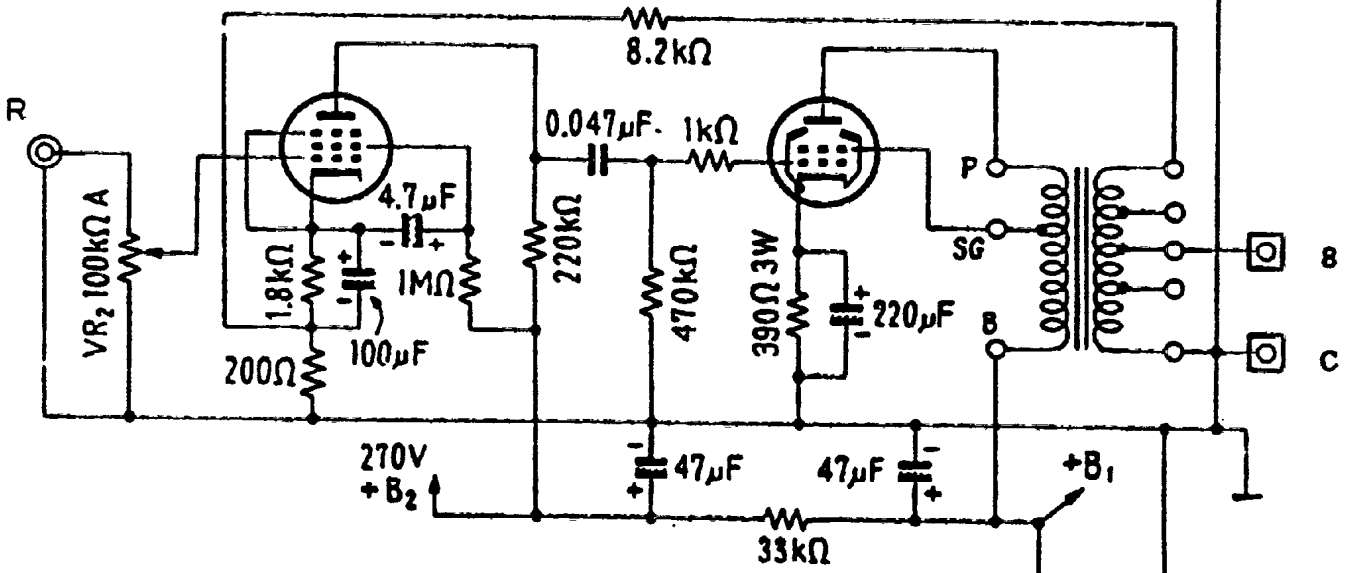 8.2kΩ
R
0.047μF
1kΩ
P
4.7μF
-
+
VR₂ 100kΩ A
1.8kΩ
+
-
1MΩ
220kΩ
470kΩ
SG
390Ω 3W
+
-
220μF
8
B
100μF
200Ω
C
270V
+B₂
-
+
47μF
47μF
-
+
+B₁
33kΩ